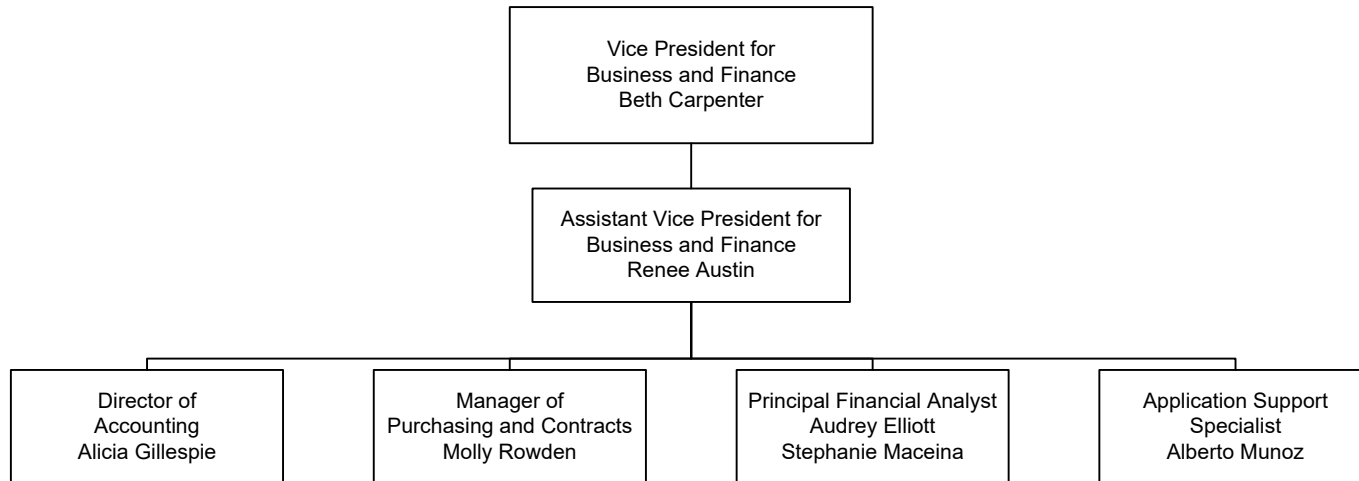 Vice President for
Business and Finance
Beth Carpenter
Assistant Vice President for
Business and Finance
Renee Austin
Director of
Accounting
Alicia Gillespie
Manager of
Purchasing and Contracts
Molly Rowden
Principal Financial Analyst
Audrey Elliott
Stephanie Maceina
Application Support
Specialist
Alberto Munoz